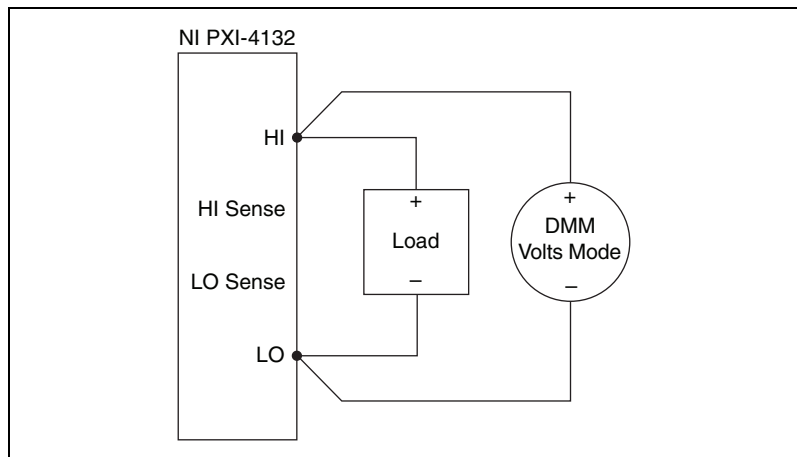 NI PXI-4132
HI
HI Sense
LO Sense
LO
+
Load
–
+
DMM
Volts Mode
–